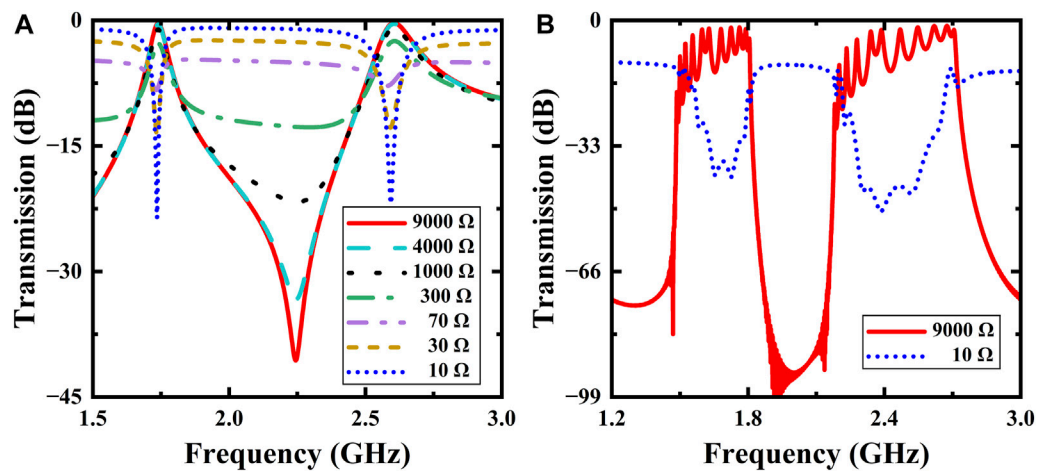 A
Transmission (dB)
0
−15
−30
−45
9000 Ω
4000 Ω
1000 Ω
300 Ω
70 Ω
30 Ω
10 Ω
1.5
2.0
2.5
3.0
Frequency (GHz)
B
Transmission (dB)
0
−33
−66
−99
9000 Ω
10 Ω
1.2
1.8
2.4
3.0
Frequency (GHz)